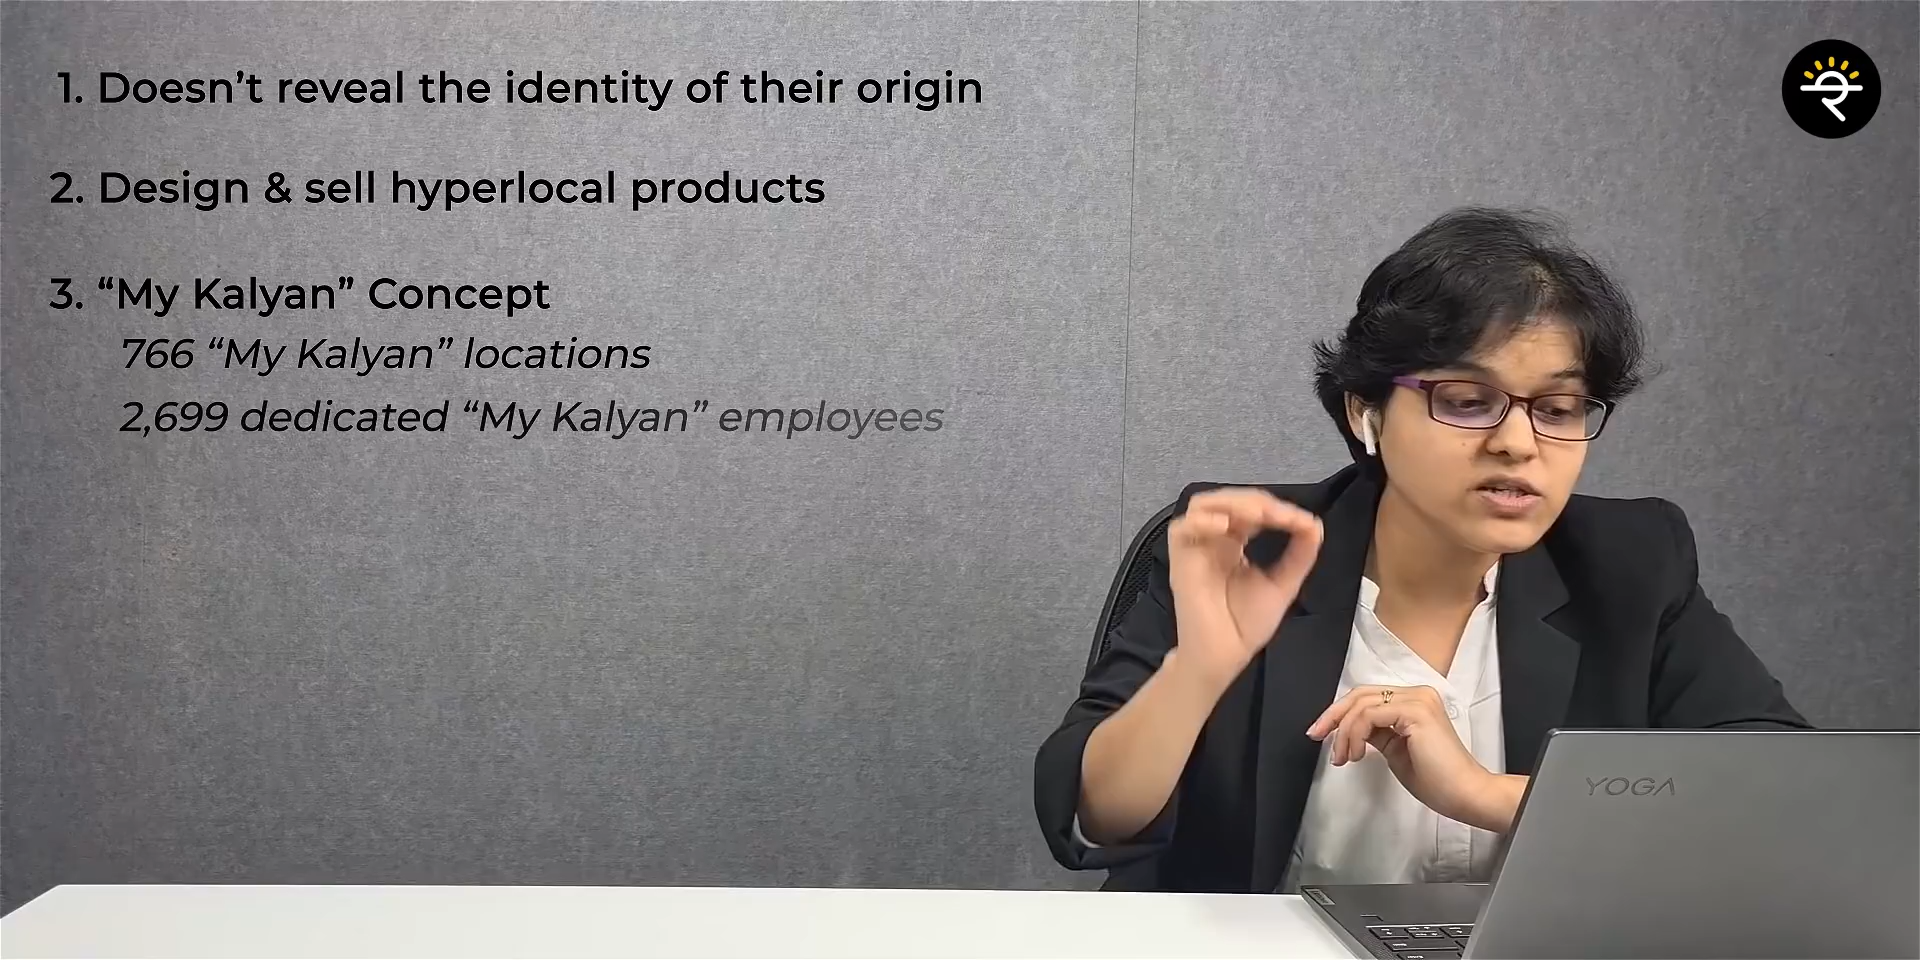 1. Doesn’t reveal the identity of their origin
2. Design & sell hyperlocal products
3. “My Kalyan” Concept
766 “My Kalyan” locations
2,699 dedicated “My Kalyan” employees
YOGA